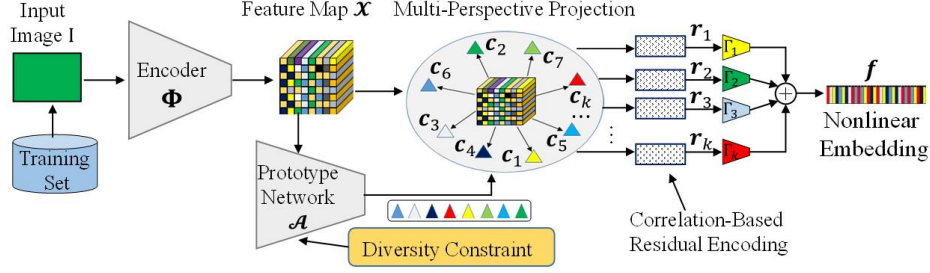 Input
Image I
Training
Set
Encoder
Φ
Feature Map 𝒳
Prototype
Network
𝒜
Multi-Perspective Projection
c₂
c₇
c₆
cₖ
...
c₃
c₅
c₄
c₁
Diversity Constraint
r₁
r₂
r₃
⋮
rₖ
Γ₁
Γ₂
Γ₃
Γₖ
+
Correlation-Based
Residual Encoding
f
Nonlinear
Embedding